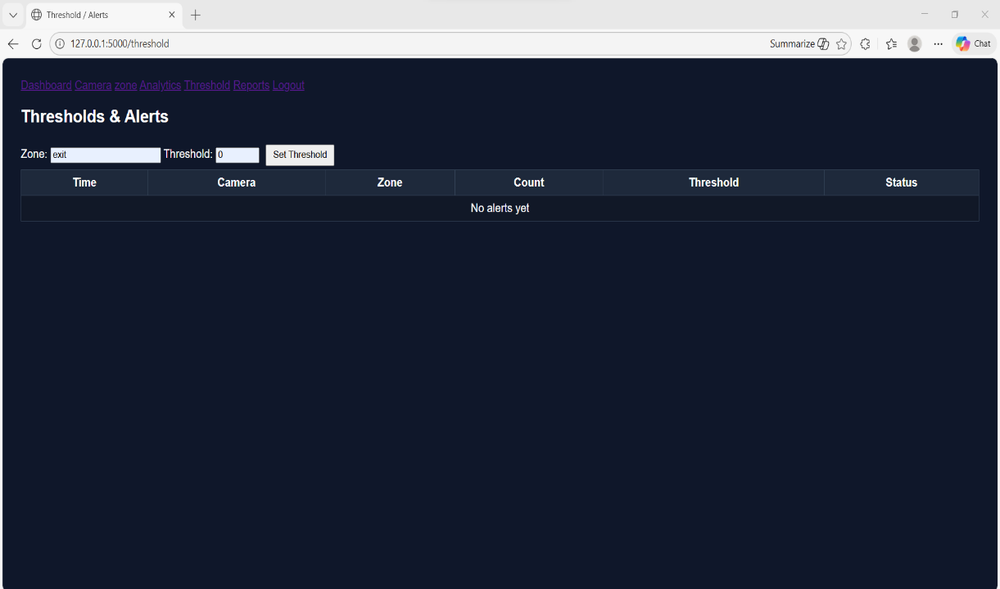 Threshold / Alerts
127.0.0.1:5000/threshold Summarize Chat
Dashboard Camera zone Analytics Threshold Reports Logout
Thresholds & Alerts
Zone: exit Threshold: 0 Set Threshold
Time Camera Zone Count Threshold Status
No alerts yet